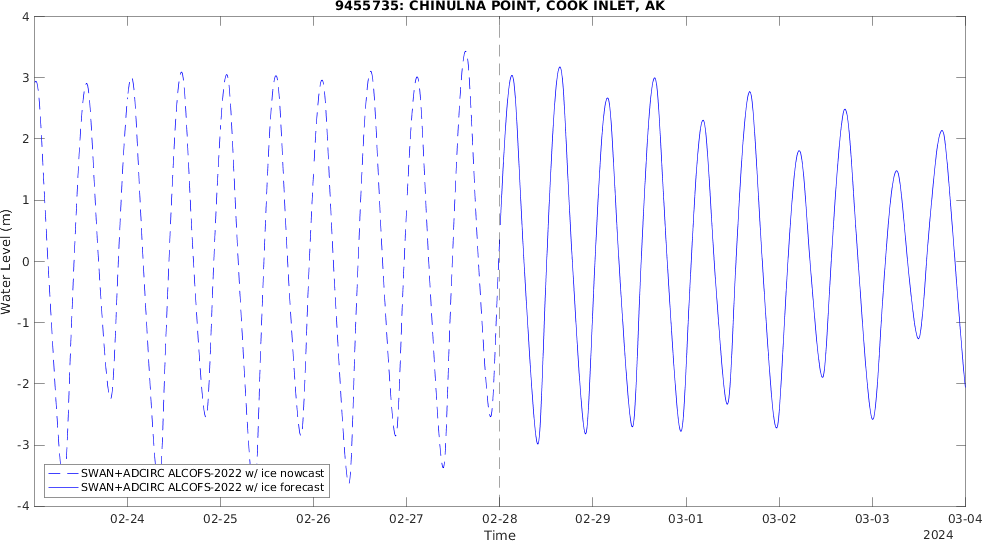 9455735: CHINULNA POINT, COOK INLET, AK
4
3
2
1
0
-1
-2
-3
-4
Water Level (m)
SWAN+ADCIRC ALCOFS-2022 w/ ice nowcast
SWAN+ADCIRC ALCOFS-2022 w/ ice forecast
02-24 02-25 02-26 02-27 02-28 02-29 03-01 03-02 03-03 03-04
Time
2024